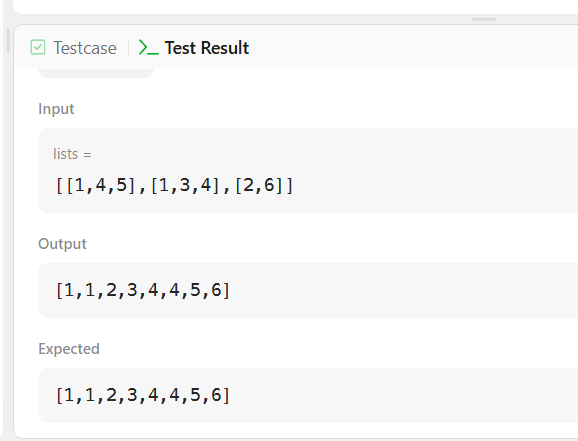 Testcase
Test Result
Input
lists =
[[1,4,5],[1,3,4],[2,6]]
Output
[1,1,2,3,4,4,5,6]
Expected
[1,1,2,3,4,4,5,6]